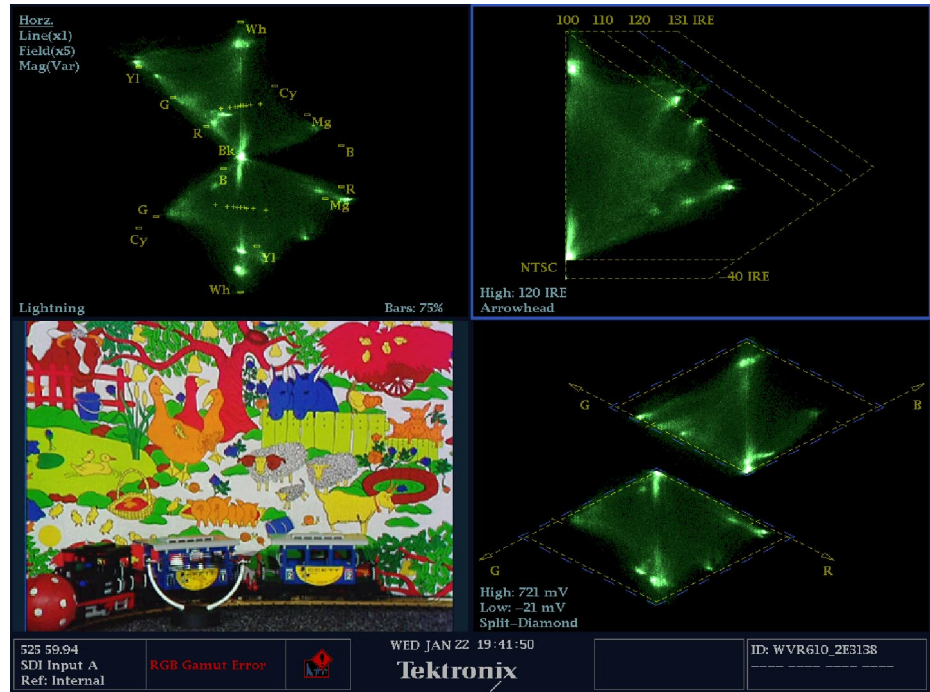 Horz.
Line(x1)
Field(x5)
Mag(Var)
Wh
Yl
Cy
G
Mg
R
Bk
B
B
R
Mg
G
Cy
Yl
Wh
Lightning
Bars: 75%
100 110 120 131 IRE
NTSC
-40 IRE
High: 120 IRE
Arrowhead
G
B
G
R
High: 721 mV
Low: -21 mV
Split-Diamond
525 59.94
SDI Input A
Ref: Internal
RGB Gamut Error
WED JAN 22 19:41:50
Tektronix
ID: WVR610_2E3138
---- ---- ---- ----